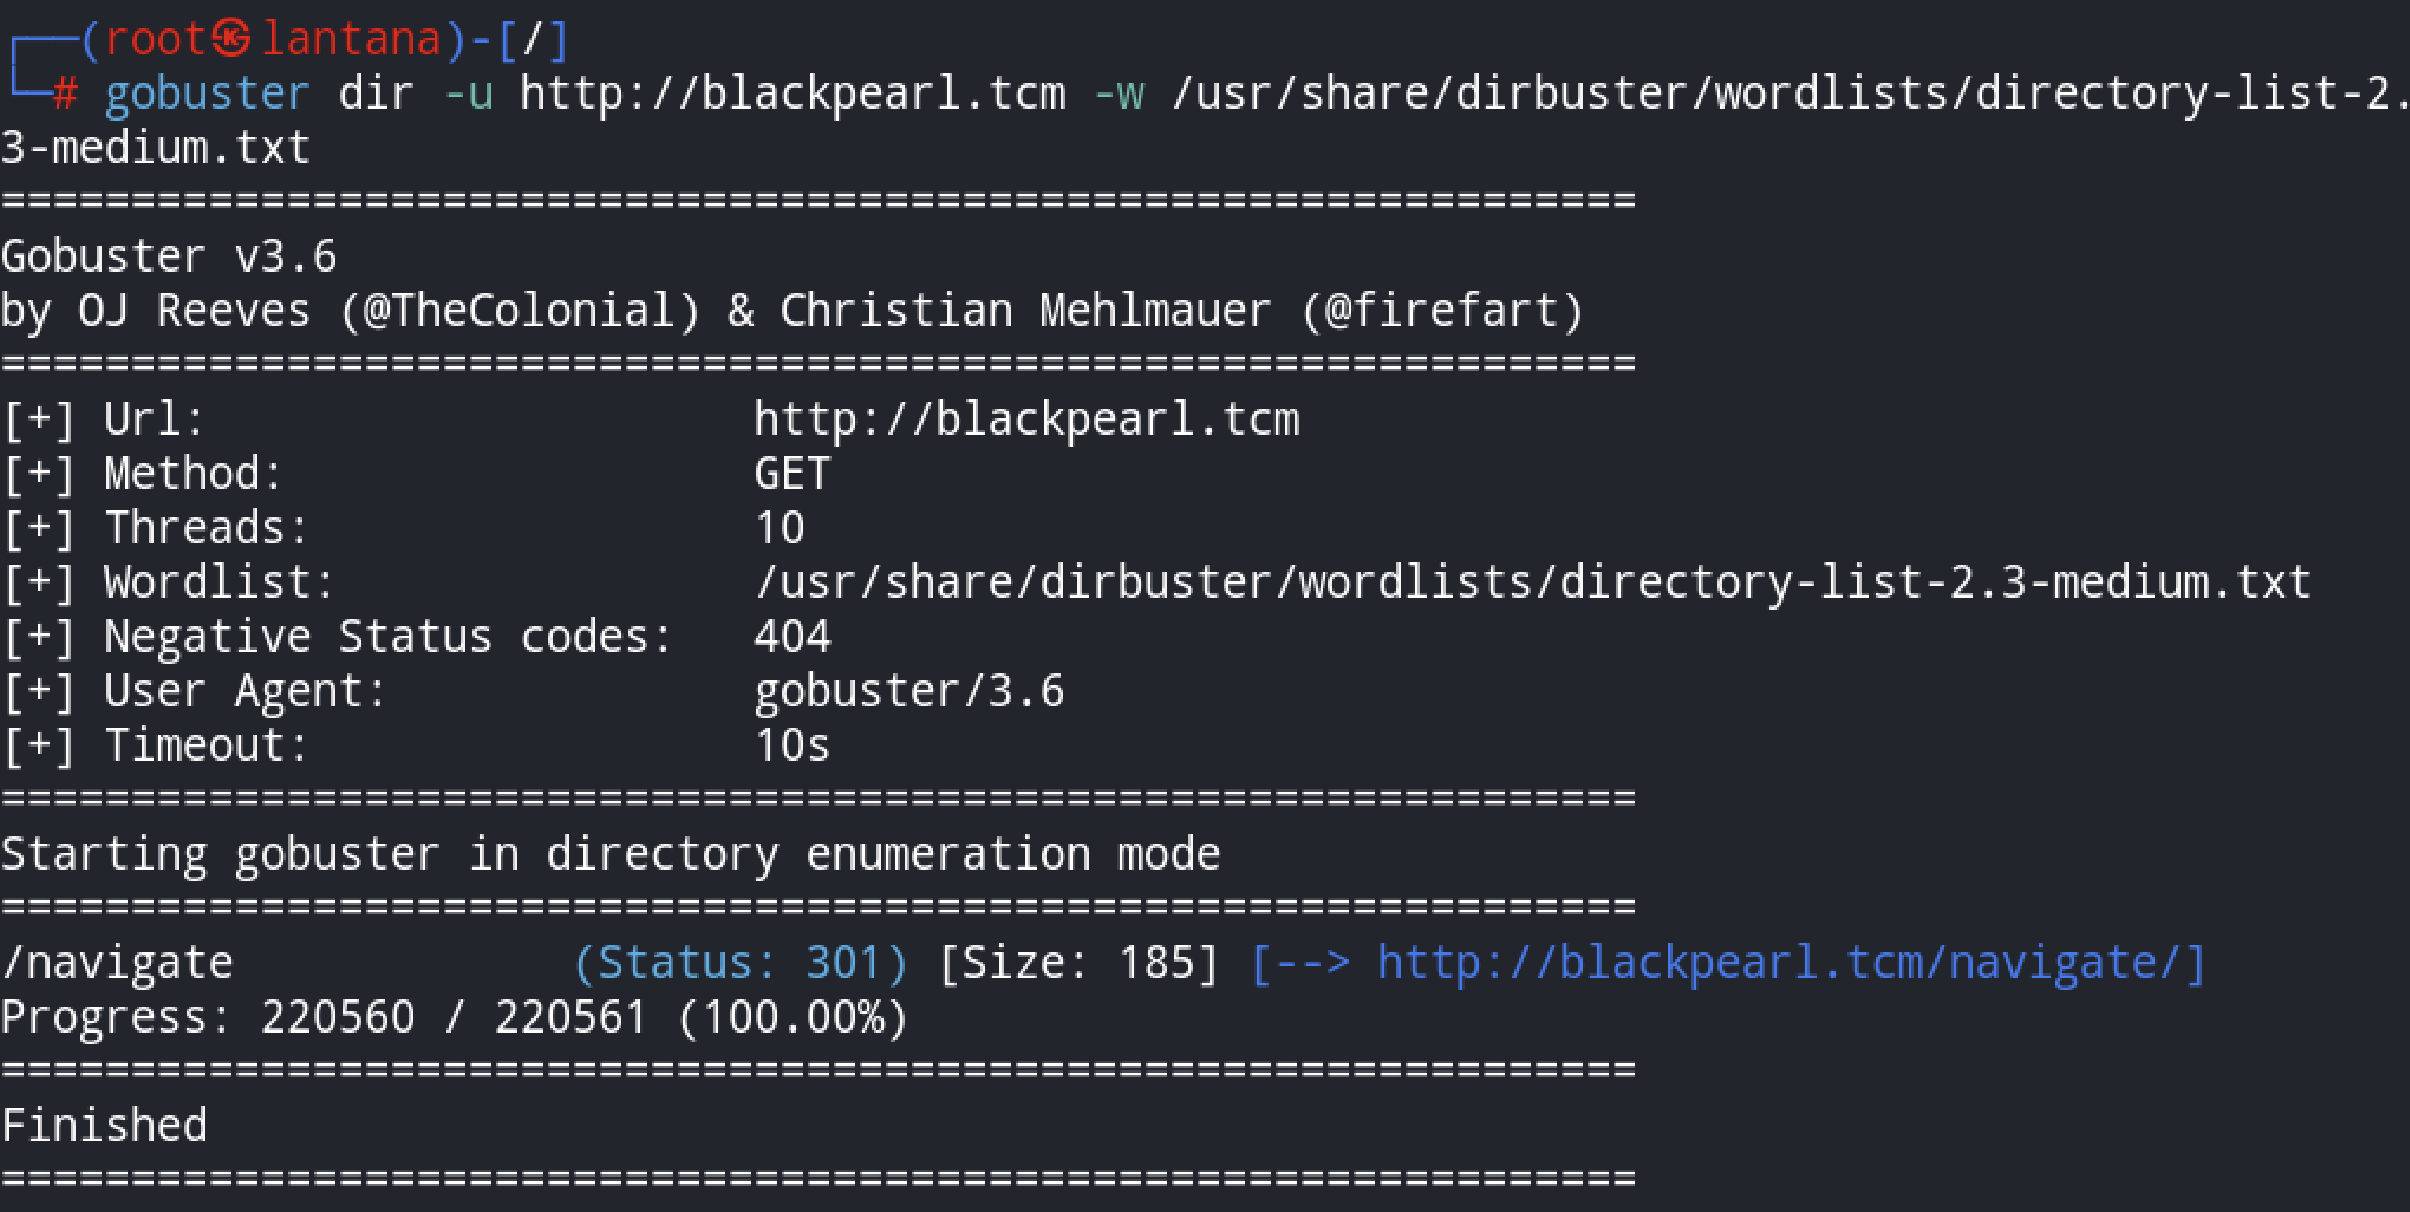 ┌──(root㉿lantana)-[/]
└─# gobuster dir -u http://blackpearl.tcm -w /usr/share/dirbuster/wordlists/directory-list-2.
3-medium.txt
===============================================================
Gobuster v3.6
by OJ Reeves (@TheColonial) & Christian Mehlmauer (@firefart)
===============================================================
[+] Url:                     http://blackpearl.tcm
[+] Method:                  GET
[+] Threads:                 10
[+] Wordlist:                /usr/share/dirbuster/wordlists/directory-list-2.3-medium.txt
[+] Negative Status codes:   404
[+] User Agent:              gobuster/3.6
[+] Timeout:                 10s
===============================================================
Starting gobuster in directory enumeration mode
===============================================================
/navigate             (Status: 301) [Size: 185] [--> http://blackpearl.tcm/navigate/]
Progress: 220560 / 220561 (100.00%)
===============================================================
Finished
===============================================================